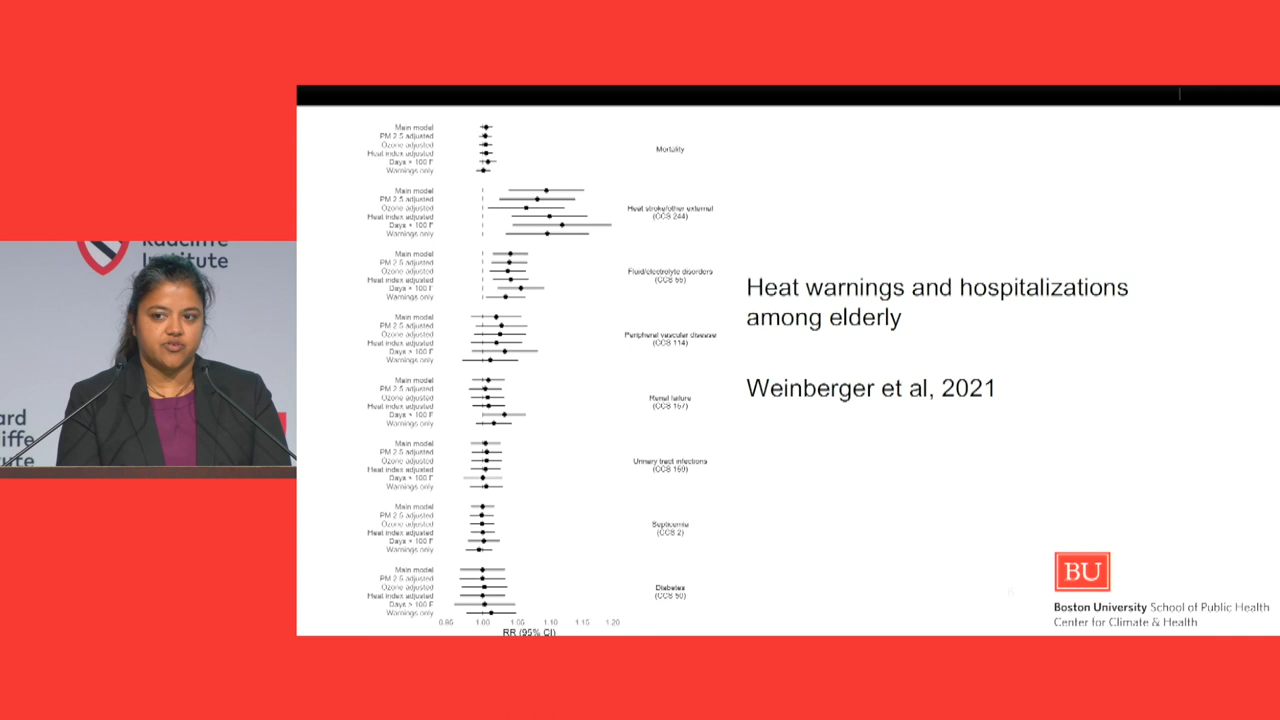 Radcliffe
Institute
ard
iffe
ute
Main model
PM 2.5 adjusted
Ozone adjusted
Heat index adjusted
Days > 100 F
Warnings only
Mortality
Main model
PM 2.5 adjusted
Ozone adjusted
Heat index adjusted
Days > 100 F
Warnings only
Heat stroke/other external
(CCS 244)
Main model
PM 2.5 adjusted
Ozone adjusted
Heat index adjusted
Days > 100 F
Warnings only
Fluid/electrolyte disorders
(CCS 55)
Main model
PM 2.5 adjusted
Ozone adjusted
Heat index adjusted
Days > 100 F
Warnings only
Peripheral vascular disease
(CCS 114)
Main model
PM 2.5 adjusted
Ozone adjusted
Heat index adjusted
Days > 100 F
Warnings only
Renal failure
(CCS 157)
Main model
PM 2.5 adjusted
Ozone adjusted
Heat index adjusted
Days > 100 F
Warnings only
Urinary tract infections
(CCS 159)
Main model
PM 2.5 adjusted
Ozone adjusted
Heat index adjusted
Days > 100 F
Warnings only
Septicemia
(CCS 2)
Main model
PM 2.5 adjusted
Ozone adjusted
Heat index adjusted
Days > 100 F
Warnings only
Diabetes
(CCS 50)
0.95 1.00 1.05 1.10 1.15 1.20
RR (95% CI)
Heat warnings and hospitalizations
among elderly
Weinberger et al, 2021
BU
Boston University School of Public Health
Center for Climate & Health